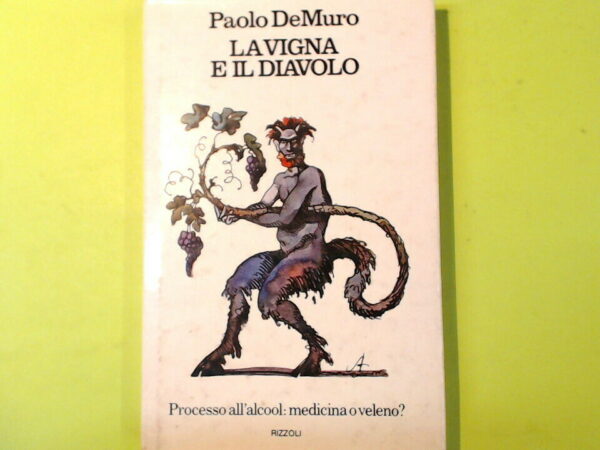 Paolo DeMuro
LA VIGNA
E IL DIAVOLO
Processo all'alcool: medicina o veleno?
RIZZOLI